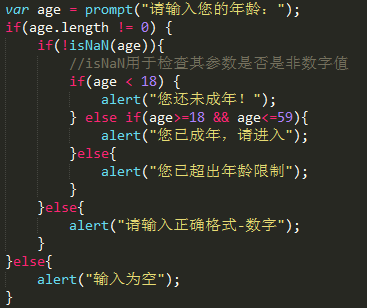 var age = prompt("请输入您的年龄：");
if(age.length != 0) {
    if(!isNaN(age)){
        //isNaN用于检查其参数是否是非数字值
        if(age < 18) {
            alert("您还未成年！");
        } else if(age>=18 && age<=59){
            alert("您已成年，请进入");
        }else{
            alert("您已超出年龄限制");
        }
    }else{
        alert("请输入正确格式-数字");
    }
}else{
    alert("输入为空");
}